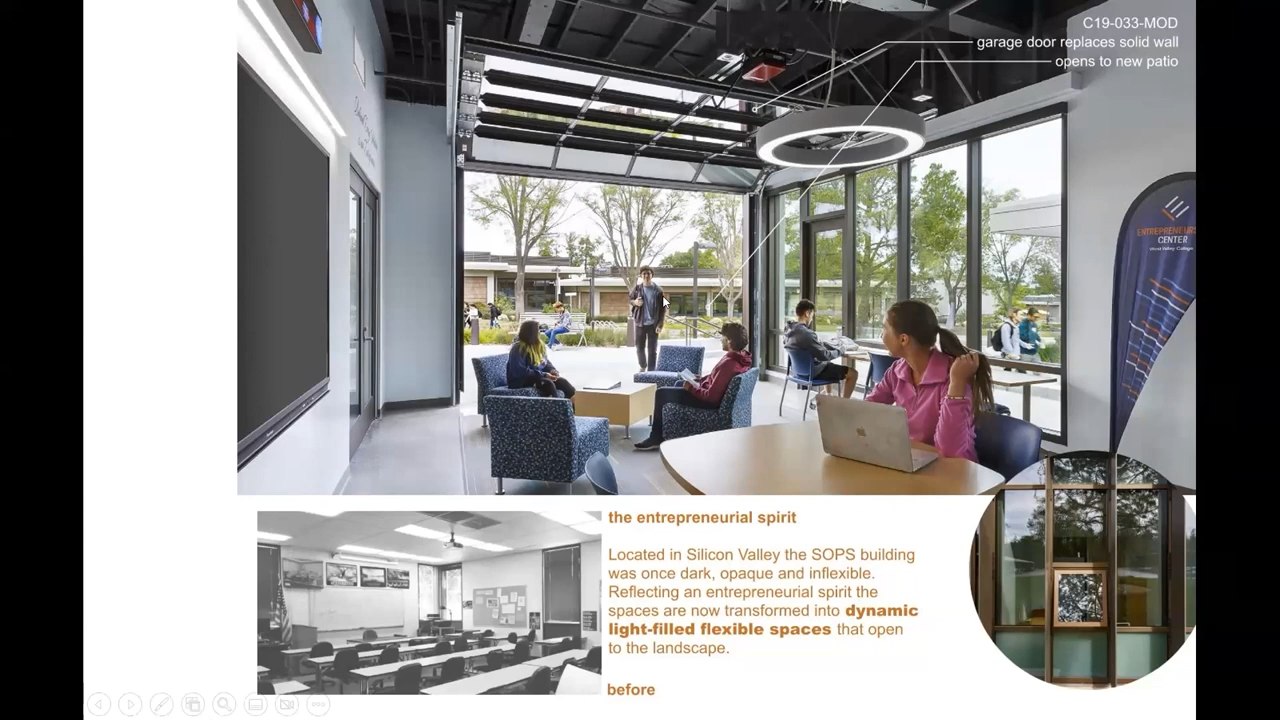 C19-033-MOD
garage door replaces solid wall
opens to new patio
ENTREPRENEURS
CENTER
the entrepreneurial spirit
Located in Silicon Valley the SOPS building
was once dark, opaque and inflexible.
Reflecting an entrepreneurial spirit the
spaces are now transformed into dynamic
light-filled flexible spaces that open
to the landscape.
before